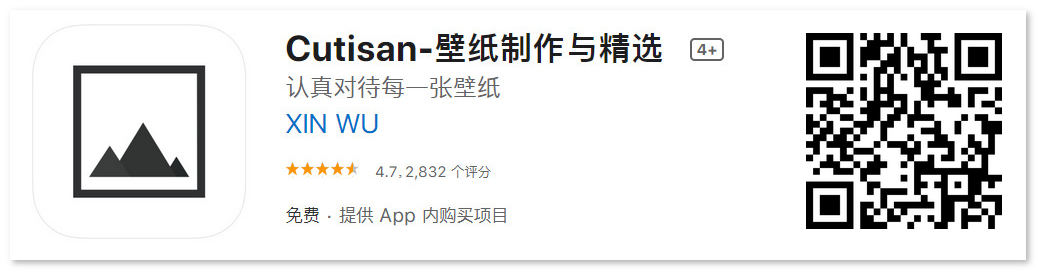 Cutisan-壁纸制作与精选 4+
认真对待每一张壁纸
XIN WU
4.7, 2,832 个评分
免费 · 提供 App 内购买项目